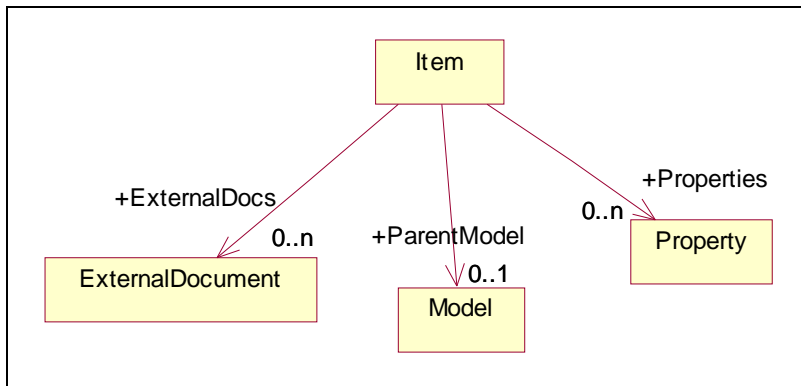 Item
+Properties
+ExternalDocs
0..n
0..n
+ParentModel
Property
ExternalDocument
0..1
Model